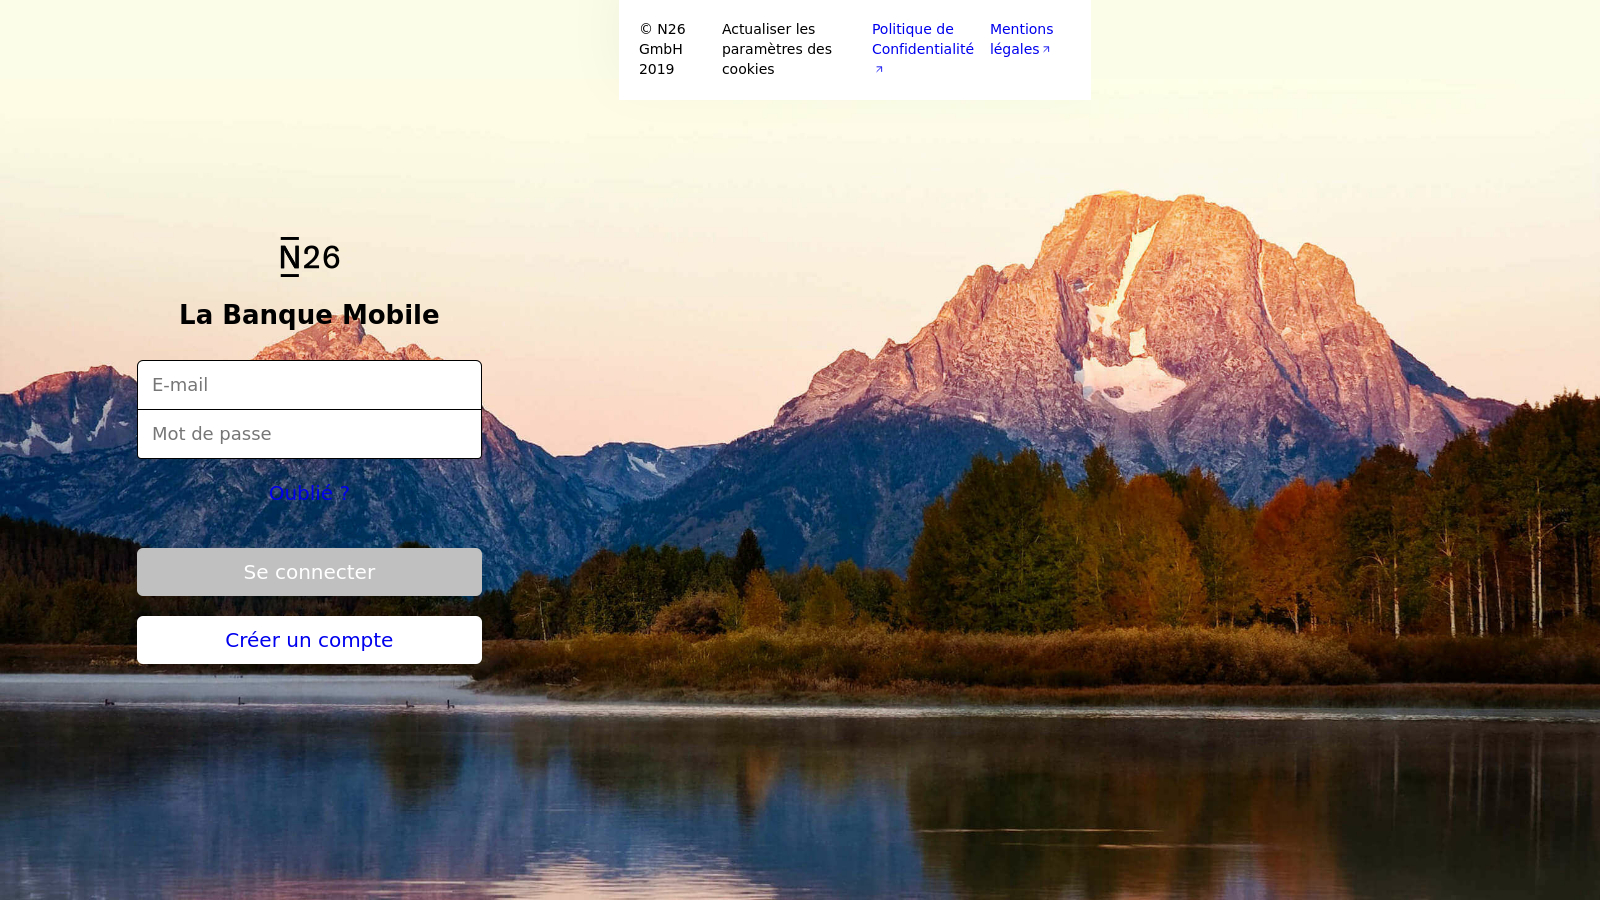 © N26
GmbH
2019
Actualiser les
paramètres des
cookies
Politique de
Confidentialité
Mentions
légales
N26
La Banque Mobile
E-mail
Mot de passe
Oublié ?
Se connecter
Créer un compte